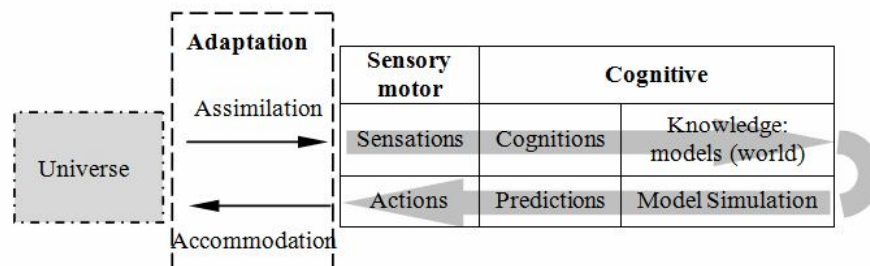 Adaptation
Assimilation
Universe
Accommodation
Sensory
motor
Cognitive
Sensations
Cognitions
Knowledge:
models (world)
Actions
Predictions
Model Simulation